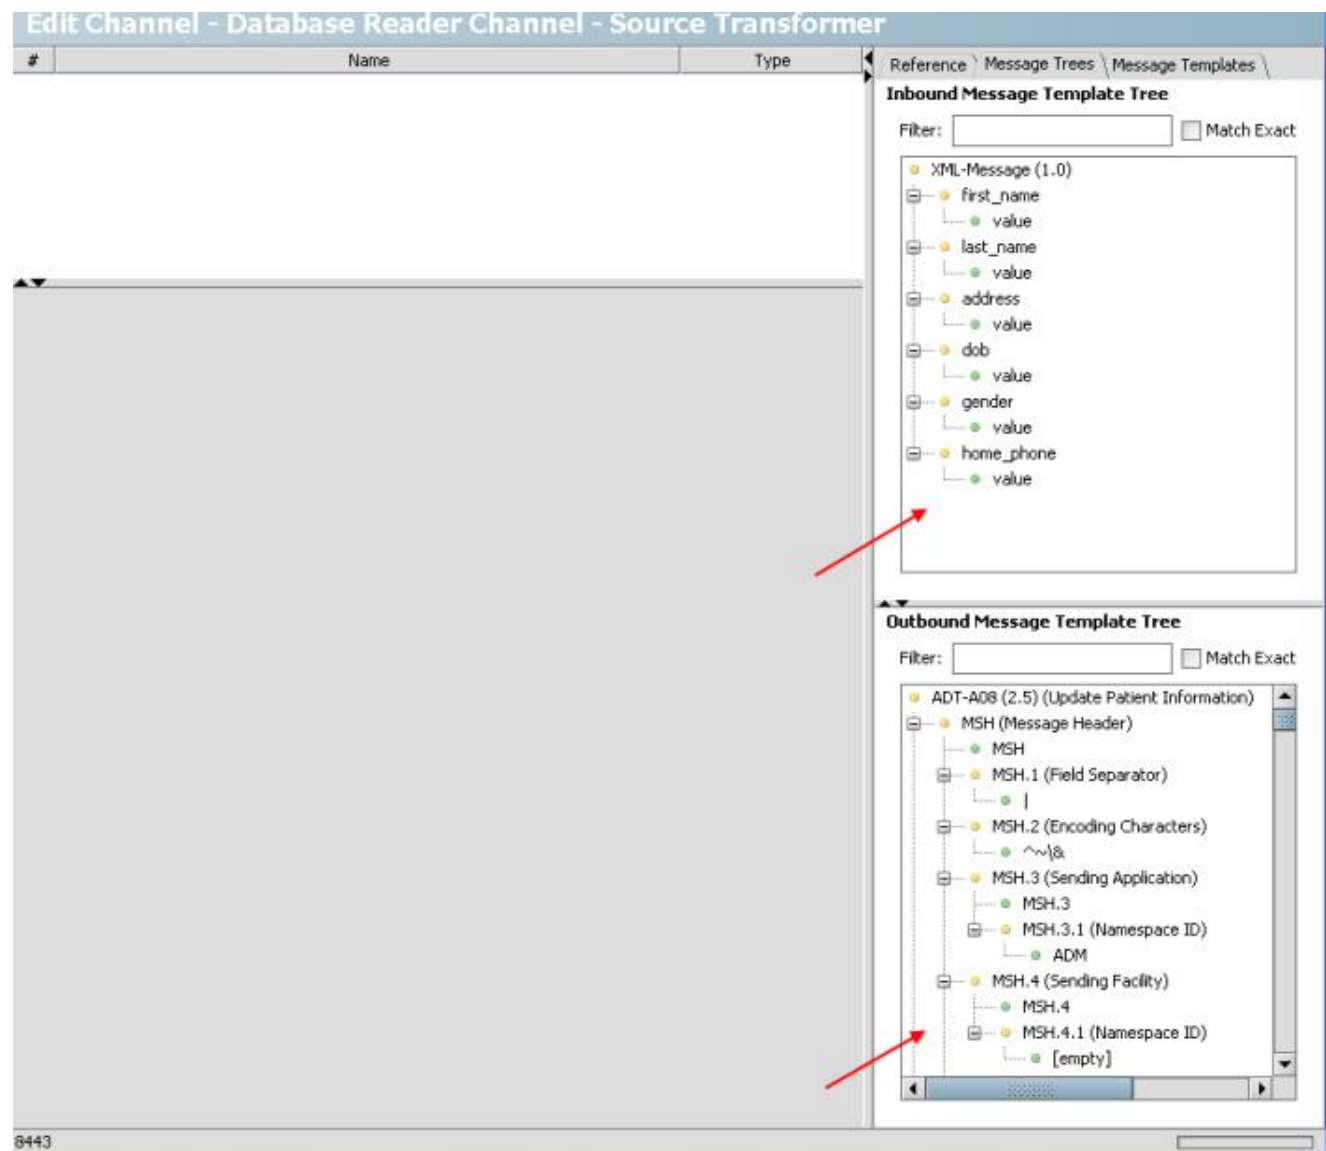 Edit Channel - Database Reader Channel - Source Transformer
# Name Type
Reference Message Trees Message Templates
Inbound Message Template Tree
Filter: Match Exact
XML-Message (1.0)
first_name
value
last_name
value
address
value
dob
value
gender
value
home_phone
value
Outbound Message Template Tree
Filter: Match Exact
ADT-A08 (2.5) (Update Patient Information)
MSH (Message Header)
MSH
MSH.1 (Field Separator)
|
MSH.2 (Encoding Characters)
^~\&
MSH.3 (Sending Application)
MSH.3
MSH.3.1 (Namespace ID)
ADM
MSH.4 (Sending Facility)
MSH.4
MSH.4.1 (Namespace ID)
[empty]
8443